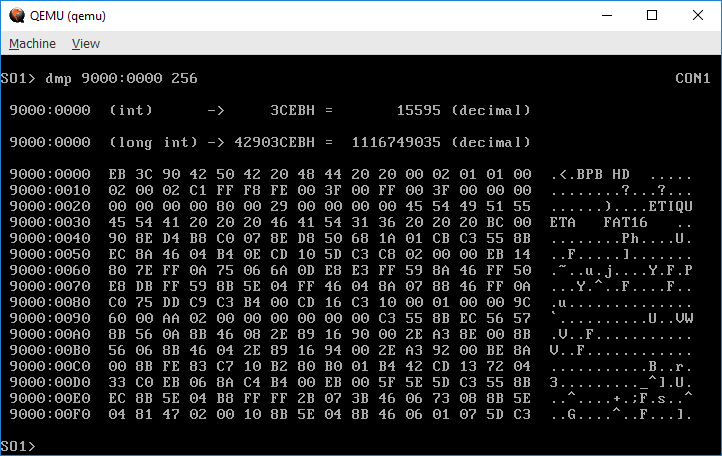 QEMU (qemu)
Machine View
SO1> dmp 9000:0000 256 CON1
9000:0000 (int) -> 3CEBH = 15595 (decimal)
9000:0000 (long int) -> 42903CEBH = 1116749035 (decimal)
9000:0000 EB 3C 90 42 50 42 20 48 44 20 20 00 02 01 01 00 .<.BPB HD .....
9000:0010 02 00 02 C1 FF F8 FE 00 3F 00 FF 00 3F 00 00 00 ........?...?...
9000:0020 00 00 00 00 80 00 29 00 00 00 00 45 54 49 51 55 ......)....ETIQU
9000:0030 45 54 41 20 20 20 46 41 54 31 36 20 20 20 BC 00 ETA FAT16 ..
9000:0040 90 8E D4 B8 C0 07 8E D8 50 68 1A 01 CB C3 55 8B ........Ph....U.
9000:0050 EC 8A 46 04 B4 0E CD 10 5D C3 C8 02 00 00 EB 14 ..F.....].......
9000:0060 80 7E FF 0A 75 06 6A 0D E8 E3 FF 59 8A 46 FF 50 .~..u.j....Y.F.P
9000:0070 E8 DB FF 59 8B 5E 04 FF 46 04 8A 07 88 46 FF 0A ...Y.^..F....F..
9000:0080 C0 75 DD C9 C3 B4 00 CD 16 C3 10 00 01 00 00 9C .u..............
9000:0090 60 00 AA 02 00 00 00 00 00 00 C3 55 8B EC 56 57 `..........U..VW
9000:00A0 8B 56 0A 8B 46 08 2E 89 16 90 00 2E A3 8E 00 8B .V..F...........
9000:00B0 56 06 8B 46 04 2E 89 16 94 00 2E A3 92 00 BE 8A V..F............
9000:00C0 00 8B FE 83 C7 10 B2 80 B0 01 B4 42 CD 13 72 04 ...........B..r.
9000:00D0 33 C0 EB 06 8A C4 B4 00 EB 00 5F 5E 5D C3 55 8B 3........._^].U.
9000:00E0 EC 8B 5E 04 B8 FF FF 2B 07 3B 46 06 73 08 8B 5E ..^....+.;F.s..^
9000:00F0 04 81 47 02 00 10 8B 5E 04 8B 46 06 01 07 5D C3 ..G....^..F...].
SO1>